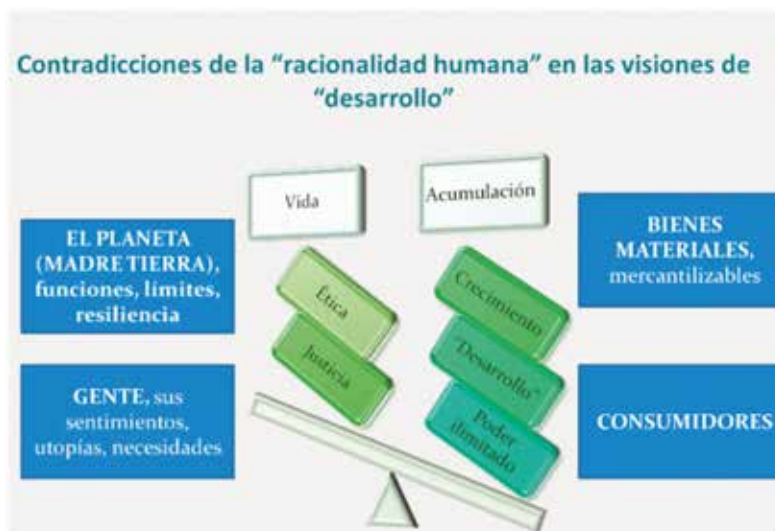 Contradicciones de la “racionalidad humana” en las visiones de
“desarrollo”
Vida
Acumulación
EL PLANETA
(MADRE TIERRA),
funciones, límites,
resiliencia
BIENES
MATERIALES,
mercantilizables
Ética
Justicia
Crecimiento
"Desarrollo"
Poder
ilimitado
GENTE, sus
sentimientos,
utopías, necesidades
CONSUMIDORES